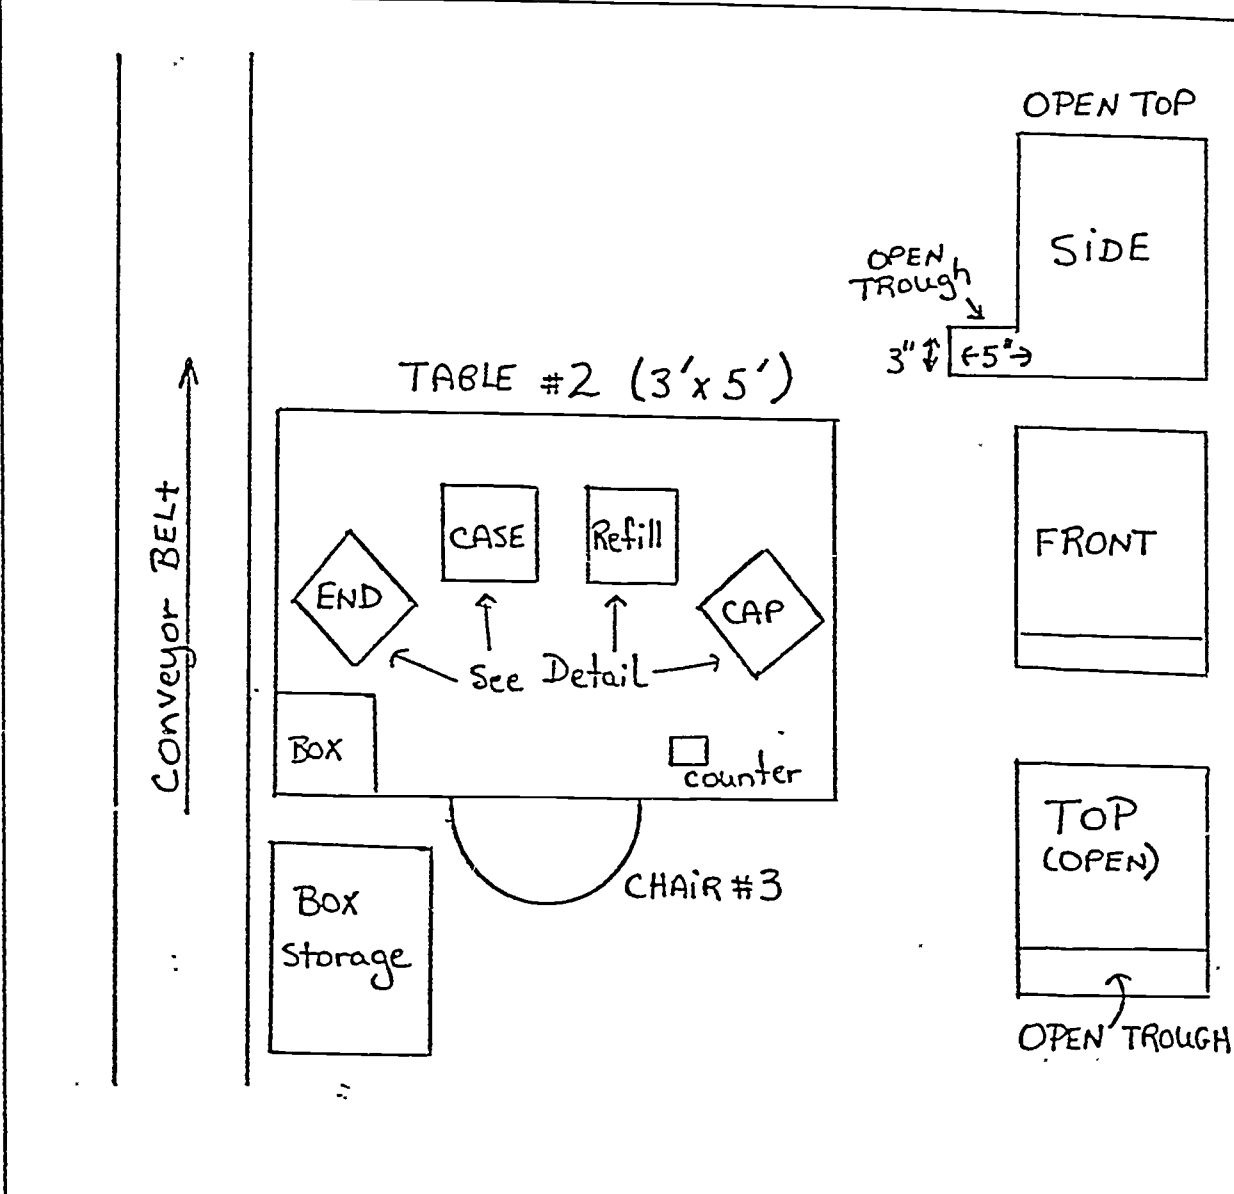 OPEN TOP
SiDE
OPEN
TRough
3" 5"
TABLE #2 (3'x 5')
Conveyor BELt
CASE
Refill
END
CAP
See Detail
BOX
counter
CHAiR #3
BOX
Storage
FRONT
TOP
(OPEN)
OPEN TROUGH